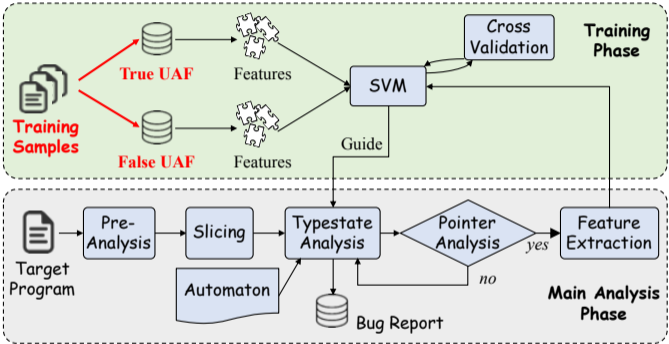 Training
Phase
Cross
Validation
True UAF
Features
SVM
Training
Samples
False UAF
Features
Guide
Target
Program
Pre-
Analysis
Slicing
Typestate
Analysis
Pointer
Analysis
yes
Feature
Extraction
no
Automaton
Bug Report
Main Analysis
Phase